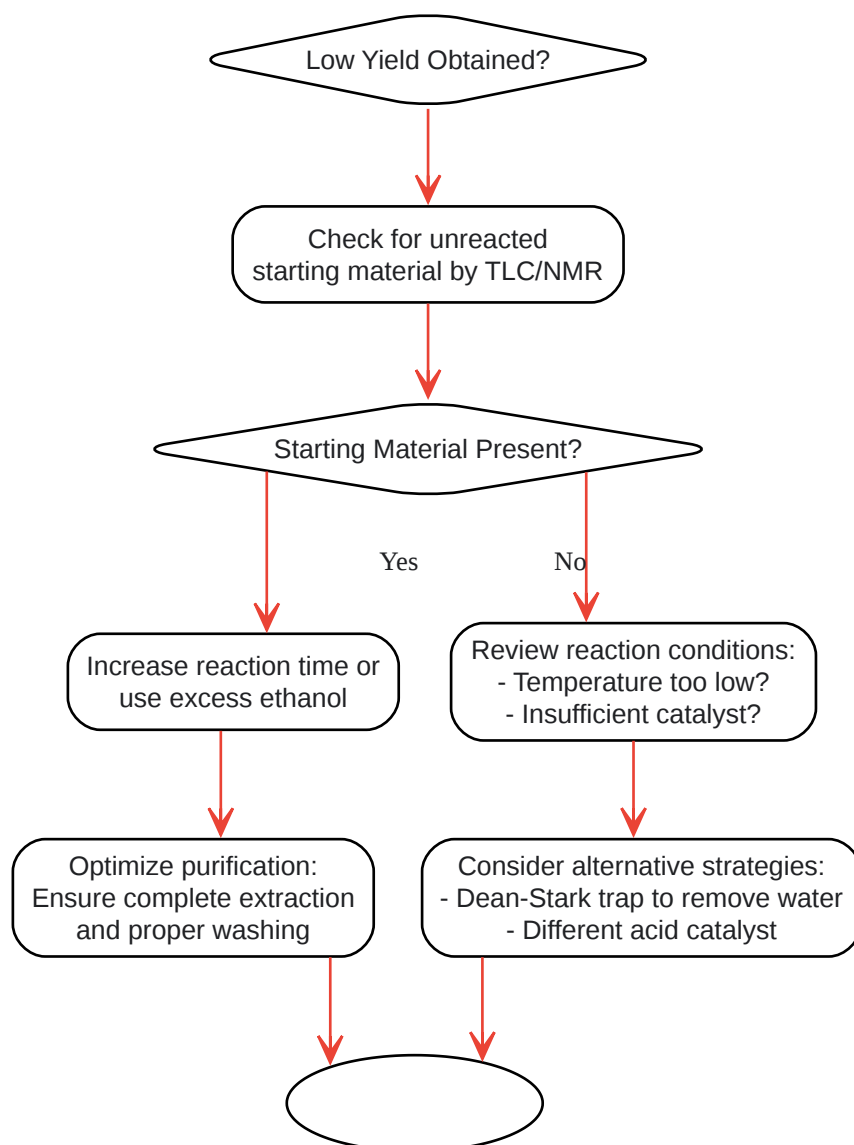 Low Yield Obtained?
Check for unreacted
starting material by TLC/NMR
Starting Material Present?
Yes
No
Increase reaction time or
use excess ethanol
Review reaction conditions:
- Temperature too low?
- Insufficient catalyst?
Optimize purification:
Ensure complete extraction
and proper washing
Consider alternative strategies:
- Dean-Stark trap to remove water
- Different acid catalyst